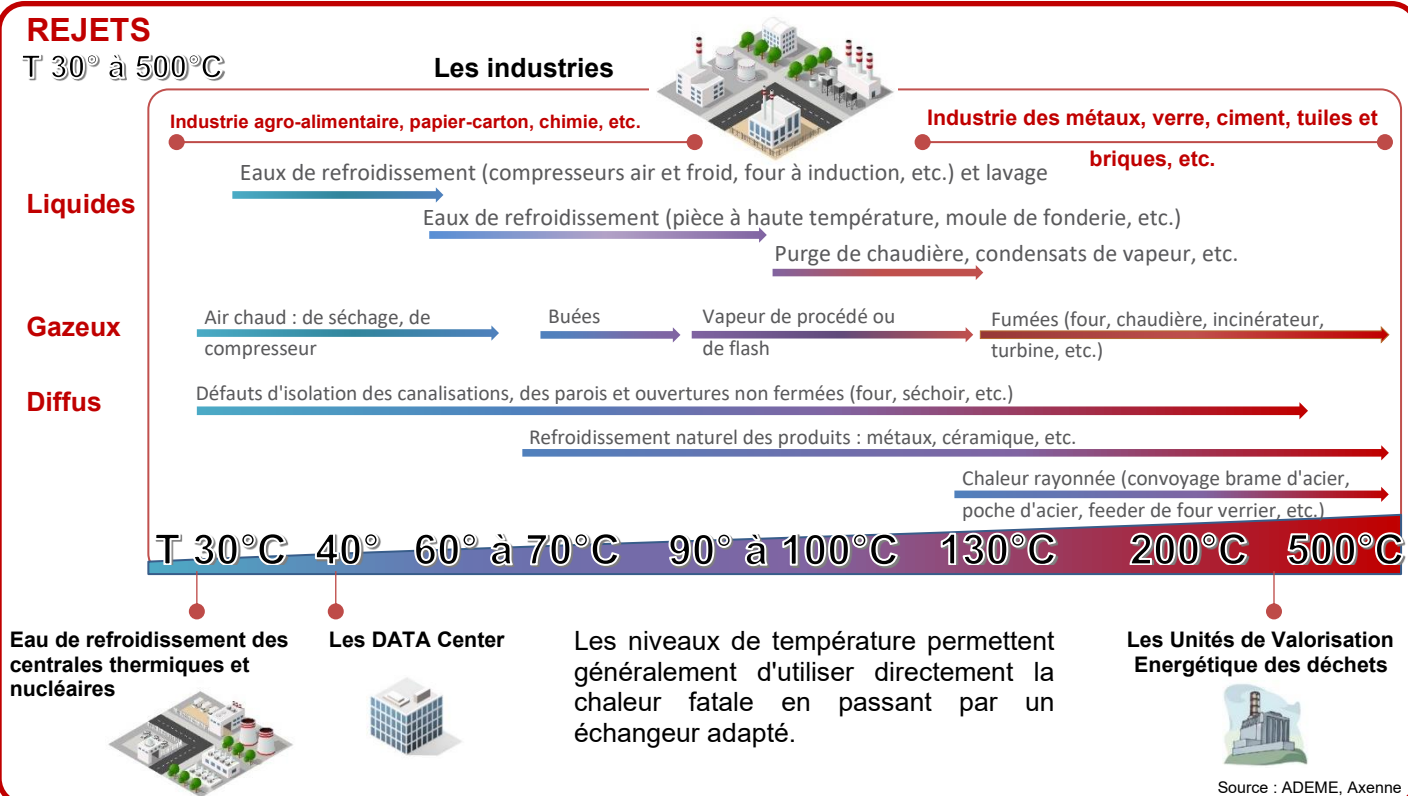 REJETS
T 30° à 500°C
Les industries
Industrie agro-alimentaire, papier-carton, chimie, etc.
Industrie des métaux, verre, ciment, tuiles et
briques, etc.
Liquides
Eaux de refroidissement (compresseurs air et froid, four à induction, etc.) et lavage
Eaux de refroidissement (pièce à haute température, moule de fonderie, etc.)
Purge de chaudière, condensats de vapeur, etc.
Gazeux
Air chaud : de séchage, de
compresseur
Buées
Vapeur de procédé ou
de flash
Fumées (four, chaudière, incinérateur,
turbine, etc.)
Diffus
Défauts d'isolation des canalisations, des parois et ouvertures non fermées (four, séchoir, etc.)
Refroidissement naturel des produits : métaux, céramique, etc.
Chaleur rayonnée (convoyage brame d'acier,
poche d'acier, feeder de four verrier, etc.)
T 30°C 40° 60° à 70°C 90° à 100°C 130°C 200°C 500°C
Eau de refroidissement des
centrales thermiques et
nucléaires
Les DATA Center
Les niveaux de température permettent
généralement d'utiliser directement la
chaleur fatale en passant par un
échangeur adapté.
Les Unités de Valorisation
Energétique des déchets
Source : ADEME, Axenne